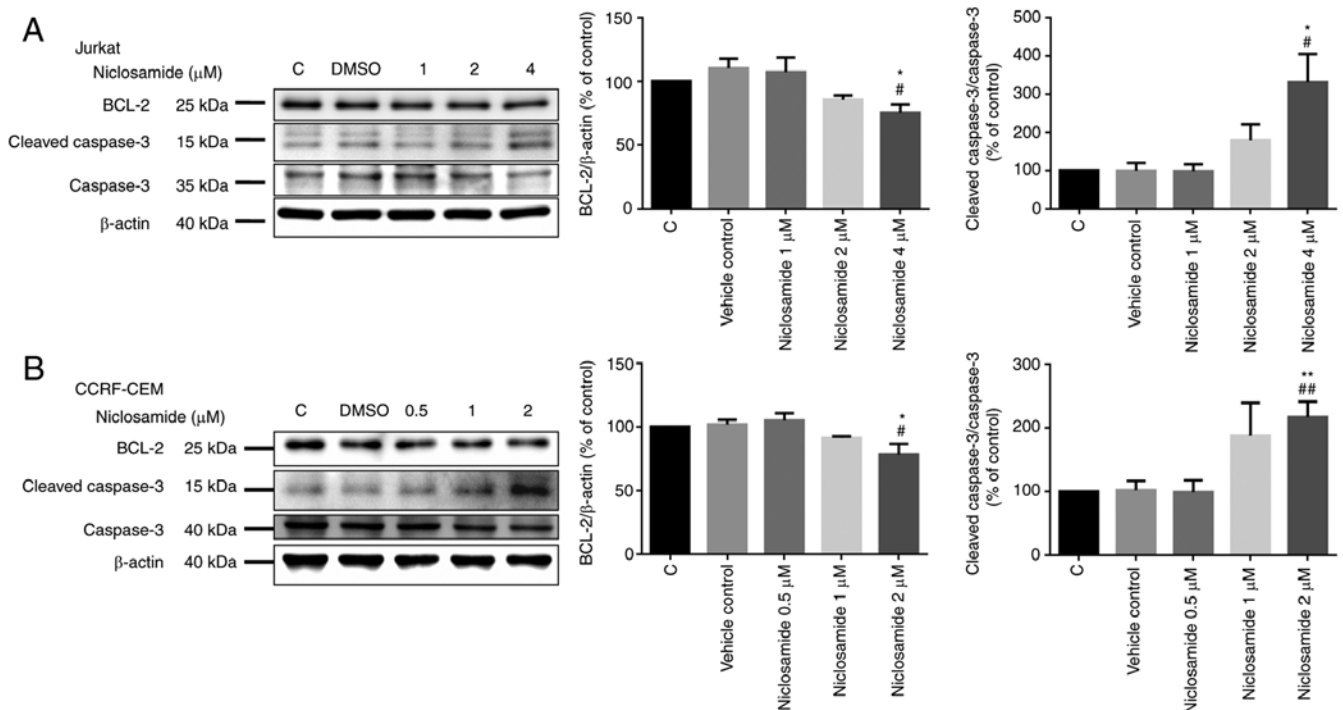 A
Jurkat
Niclosamide (μM) C DMSO 1 2 4
BCL-2 25 kDa
Cleaved caspase-3 15 kDa
Caspase-3 35 kDa
β-actin 40 kDa
BCL-2/β-actin (% of control)
150
100
50
0
*
#
C
Vehicle control
Niclosamide 1 μM
Niclosamide 2 μM
Niclosamide 4 μM
Cleaved caspase-3/caspase-3
(% of control)
500
400
300
200
100
0
*
#
C
Vehicle control
Niclosamide 1 μM
Niclosamide 2 μM
Niclosamide 4 μM
B
CCRF-CEM
Niclosamide (μM) C DMSO 0.5 1 2
BCL-2 25 kDa
Cleaved caspase-3 15 kDa
Caspase-3 40 kDa
β-actin 40 kDa
BCL-2/β-actin (% of control)
150
100
50
0
*
#
C
Vehicle control
Niclosamide 0.5 μM
Niclosamide 1 μM
Niclosamide 2 μM
Cleaved caspase-3/caspase-3
(% of control)
300
200
100
0
**
##
C
Vehicle control
Niclosamide 0.5 μM
Niclosamide 1 μM
Niclosamide 2 μM